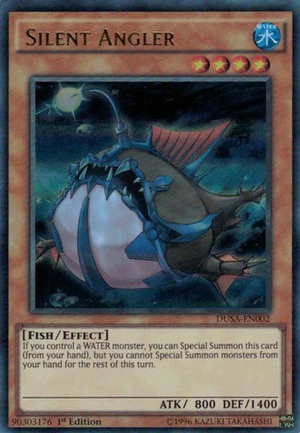 SILENT ANGLER
WATER
水
DUSA-EN002
[FISH/EFFECT]
If you control a WATER monster, you can Special Summon this card
(from your hand), but you cannot Special Summon monsters from
your hand for the rest of this turn.
ATK/ 800 DEF/1400
90303176 1st Edition ©1996 KAZUKI TAKAHASHI